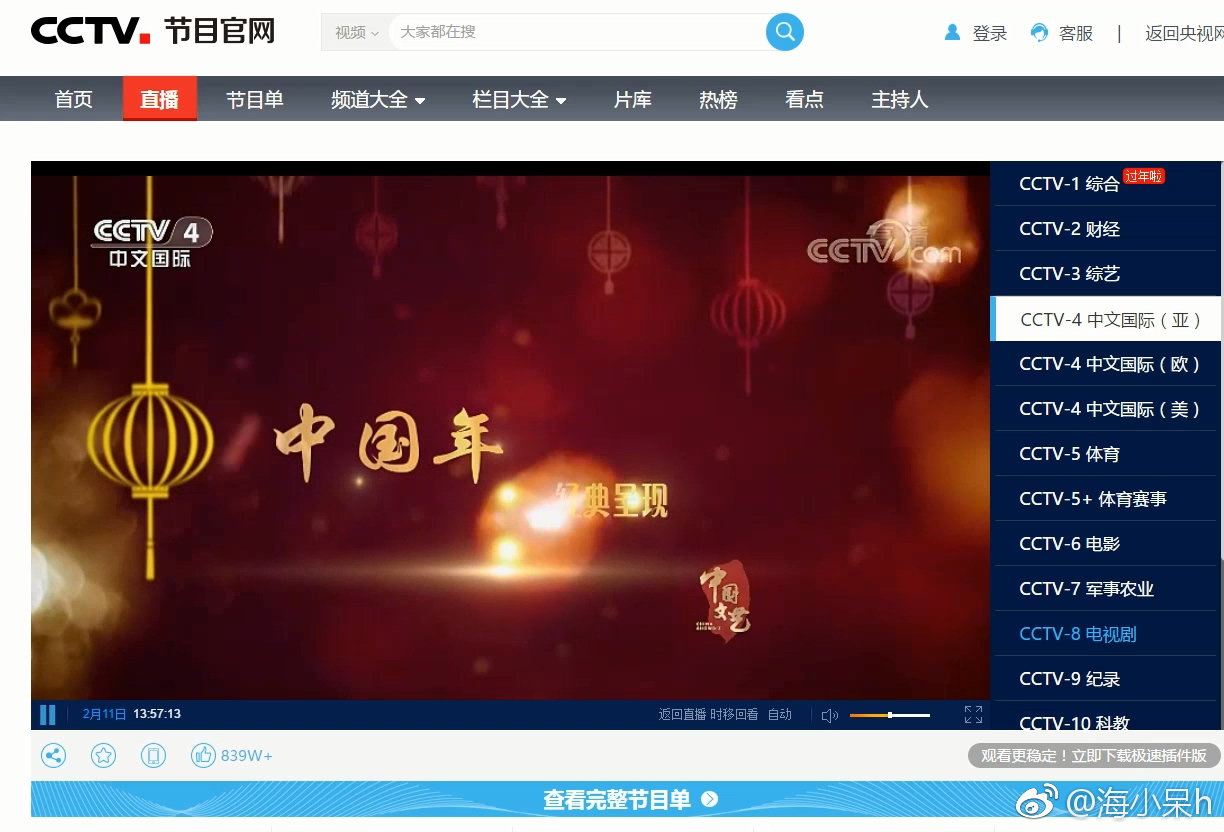 CCTV. 节目官网
视频 大家都在搜
登录 客服 | 返回央视网
首页 直播 节目单 频道大全 栏目大全 片库 热榜 看点 主持人
CCTV 4
中文国际
CCTV.com
中国年
经典呈现
中国文艺
CCTV-1 综合 过年啦
CCTV-2 财经
CCTV-3 综艺
CCTV-4 中文国际（亚）
CCTV-4 中文国际（欧）
CCTV-4 中文国际（美）
CCTV-5 体育
CCTV-5+ 体育赛事
CCTV-6 电影
CCTV-7 军事农业
CCTV-8 电视剧
CCTV-9 纪录
CCTV-10 科教
2月11日 13:57:13 返回直播 时移回看 自动
839W+
观看更稳定！立即下载极速插件版
查看完整节目单
@海小呆h